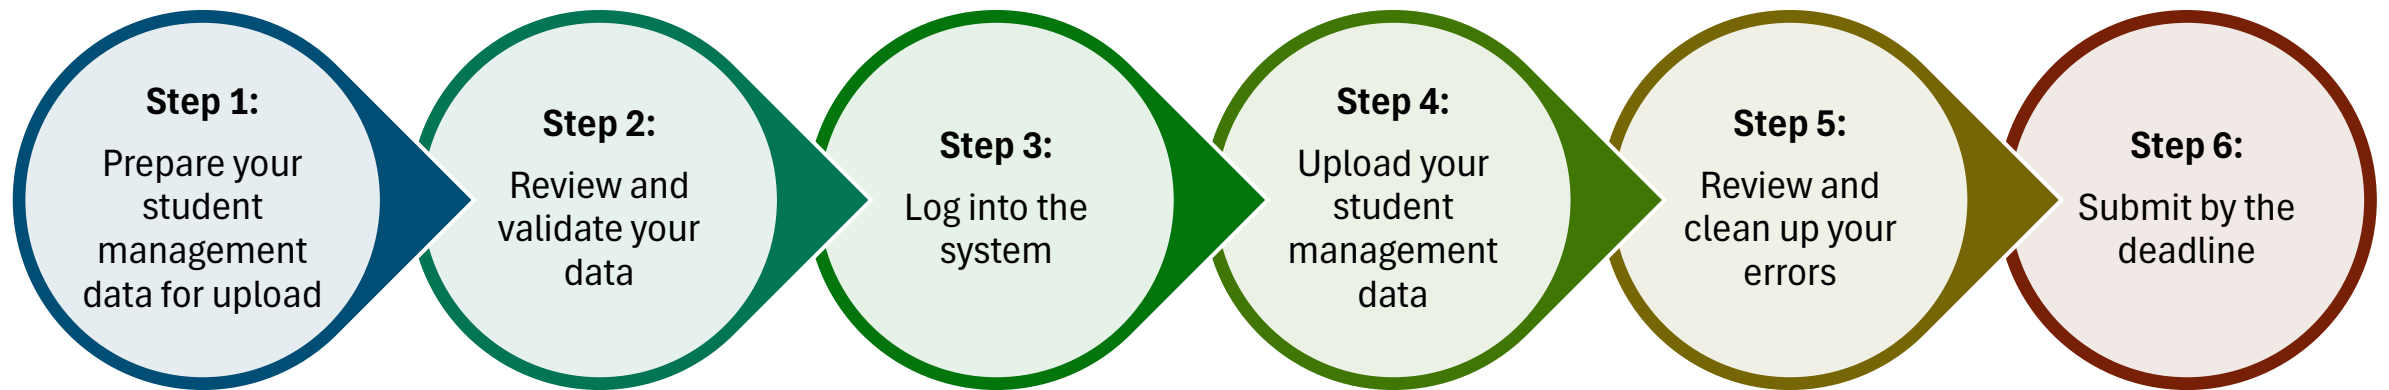 Step 1:
Prepare your
student
management
data for upload
Step 2:
Review and
validate your
data
Step 3:
Log into the
system
Step 4:
Upload your
student
management
data
Step 5:
Review and
clean up your
errors
Step 6:
Submit by the
deadline